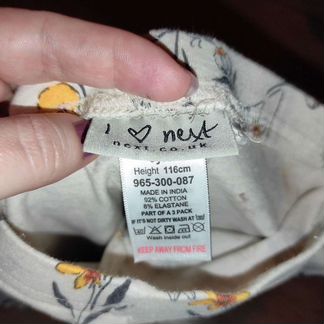 I ♡ next
next.co.uk
Height 116cm
965-300-087
MADE IN INDIA
92% COTTON
8% ELASTANE
PART OF A 3 PACK
IF IT'S NOT DIRTY WASH AT
Wash inside out
KEEP AWAY FROM FIRE